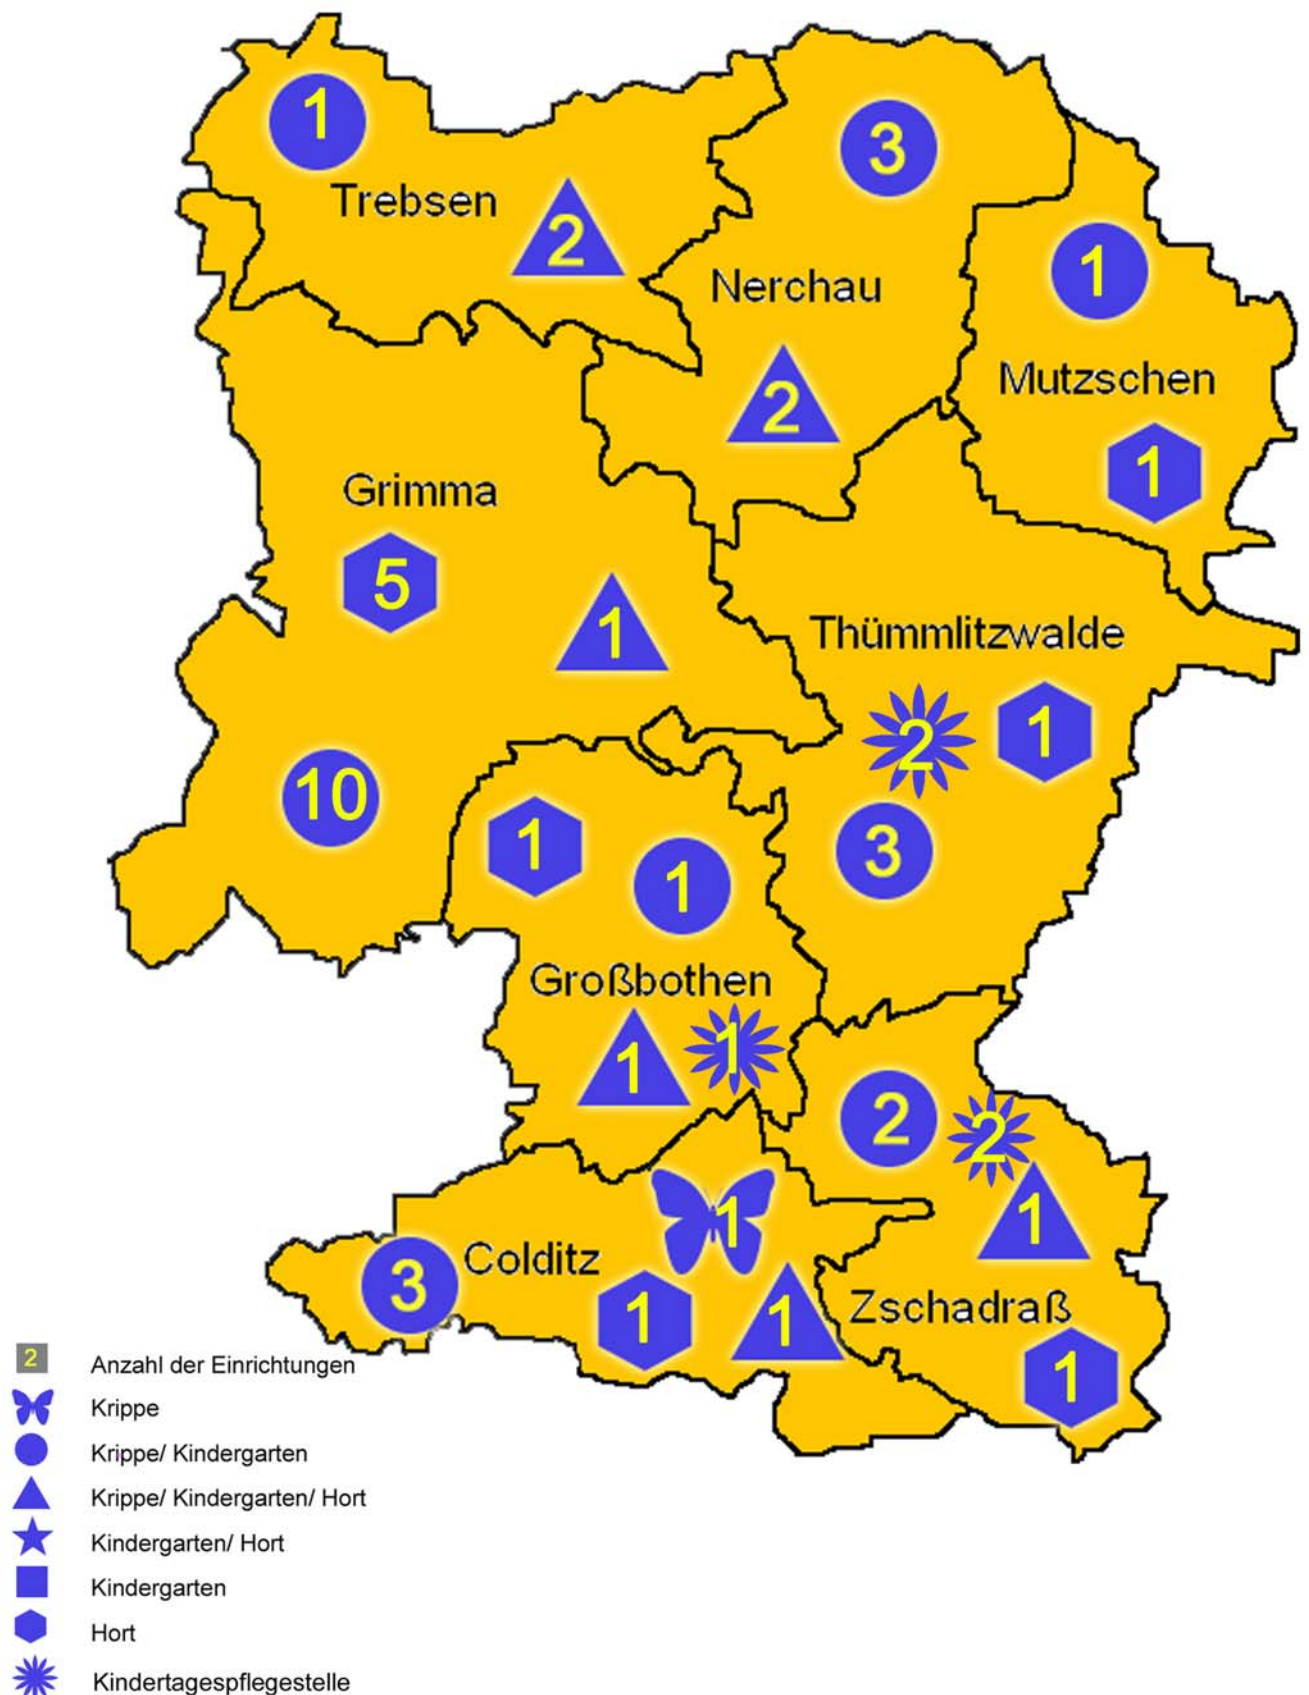 1
3
Trebsen
2
1
Nerchau
Mutzschen
2
1
Grimma
5
1
Thümmlitzwalde
2
1
10
3
1
1
Großbothen
1
1
2
2
1
1
Colditz
3
1
1
Zschadraß
1
2 Anzahl der Einrichtungen
Krippe
Krippe/ Kindergarten
Krippe/ Kindergarten/ Hort
Kindergarten/ Hort
Kindergarten
Hort
Kindertagespflegestelle